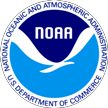 NATIONAL OCEANIC AND ATMOSPHERIC ADMINISTRATION
NOAA
U.S. DEPARTMENT OF COMMERCE